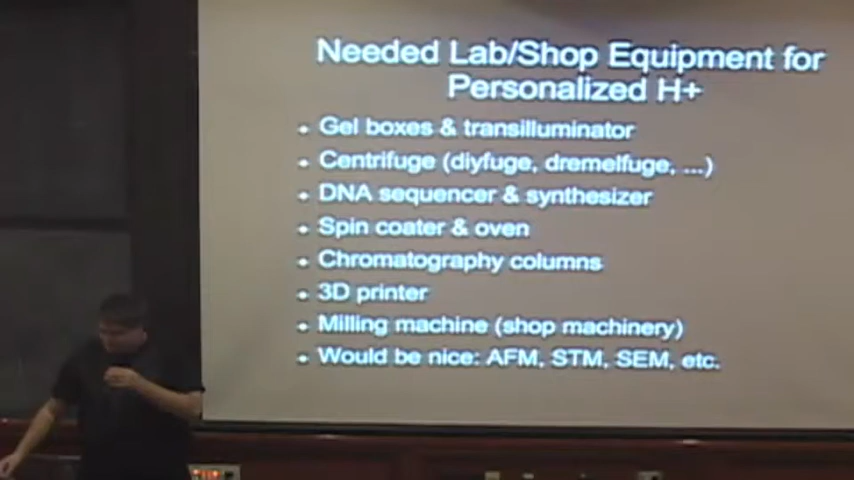 Needed Lab/Shop Equipment for
Personalized H+
• Gel boxes & transilluminator
• Centrifuge (diyfuge, dremelfuge, ...)
• DNA sequencer & synthesizer
• Spin coater & oven
• Chromatography columns
• 3D printer
• Milling machine (shop machinery)
• Would be nice: AFM, STM, SEM, etc.